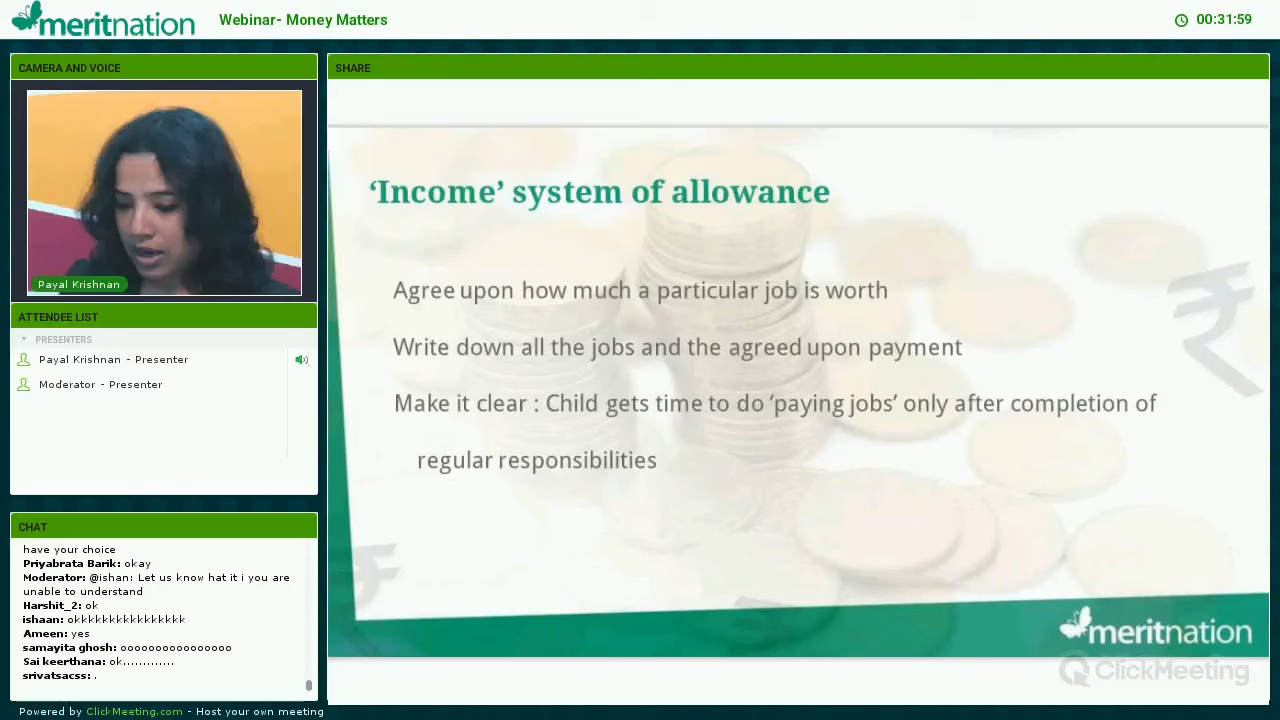 meritnation
Webinar- Money Matters
00:31:59
CAMERA AND VOICE
Payal Krishnan
ATTENDEE LIST
PRESENTERS
Payal Krishnan - Presenter
Moderator - Presenter
CHAT
have your choice
Priyabrata Barik: okay
Moderator: @ishan: Let us know hat it i you are
unable to understand
Harshit_2: ok
ishaan: okkkkkkkkkkkkkkkk
Ameen: yes
samayita ghosh: oooooooooooooooo
Sai keerthana: ok............
srivatsacss: .
Powered by ClickMeeting.com - Host your own meeting
SHARE
‘Income’ system of allowance
Agree upon how much a particular job is worth
Write down all the jobs and the agreed upon payment
Make it clear : Child gets time to do ‘paying jobs’ only after completion of
regular responsibilities
₹
₹
meritnation
ClickMeeting